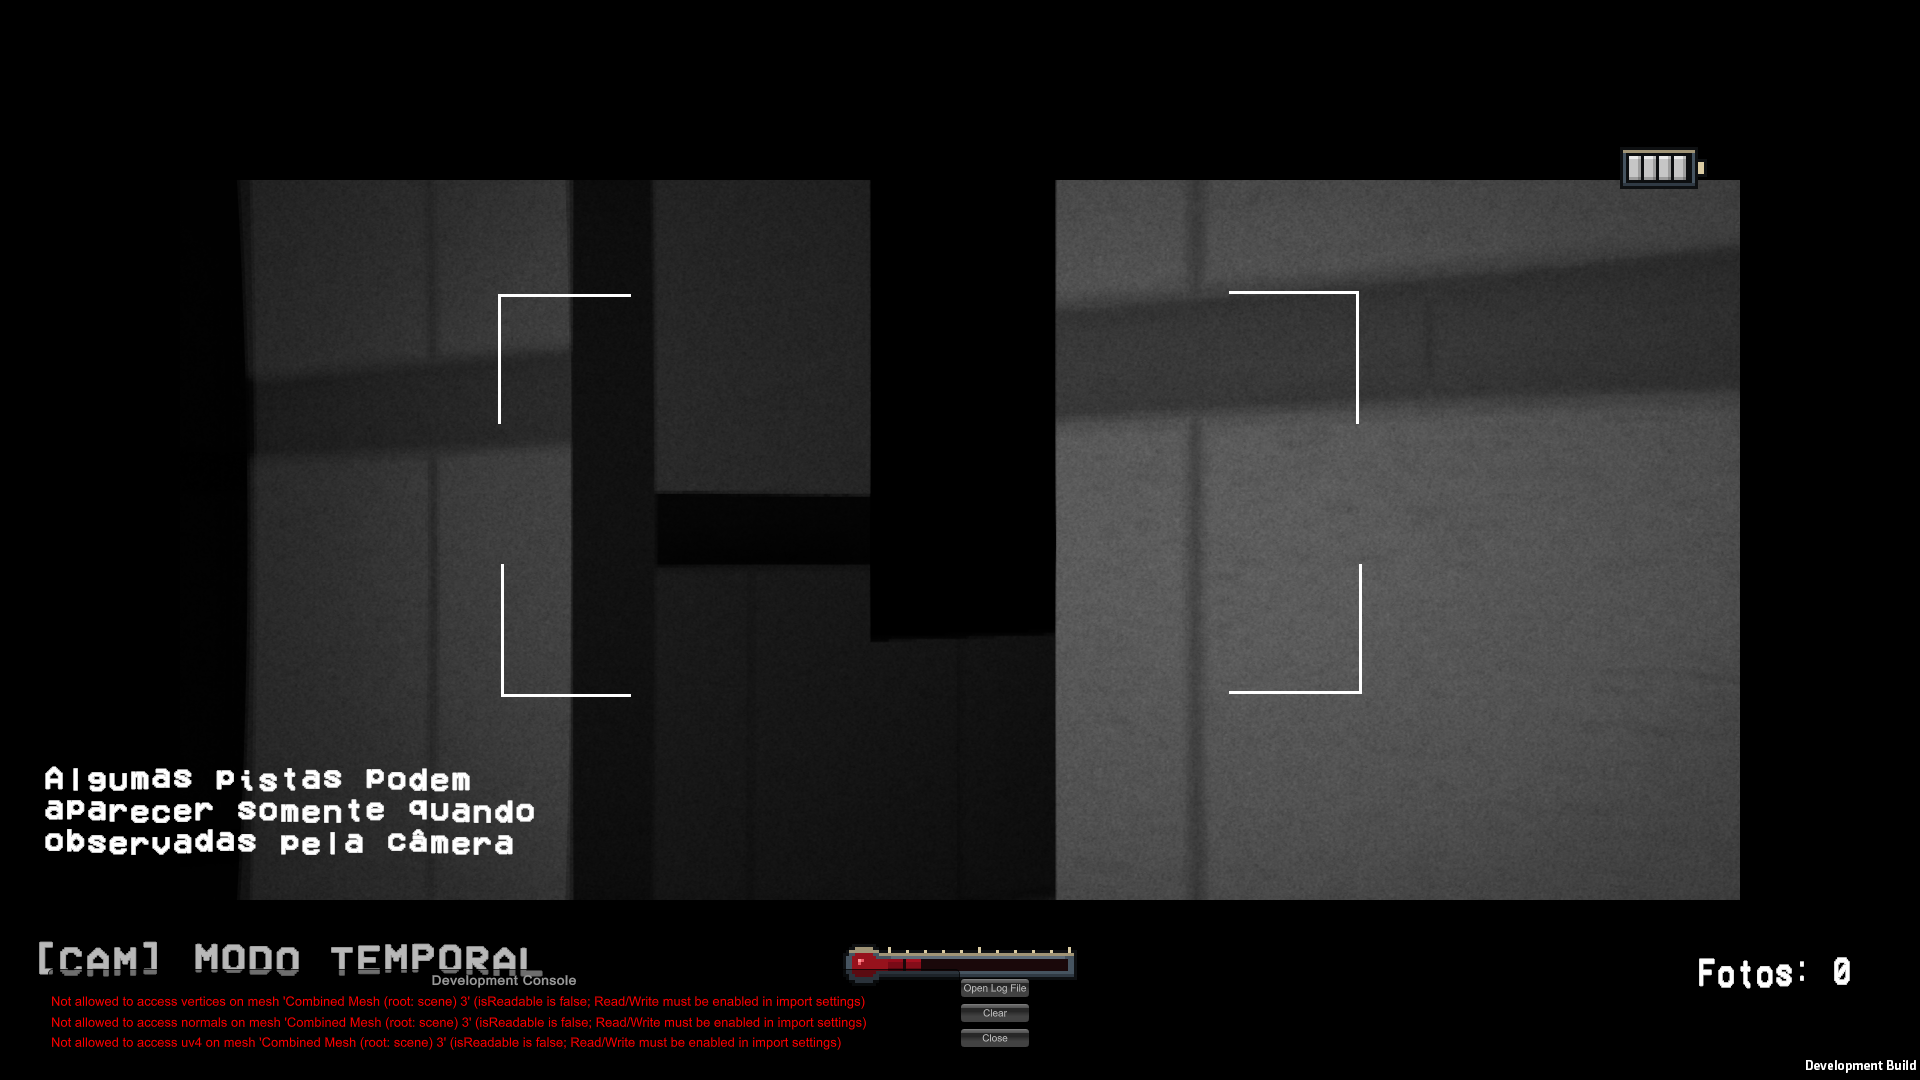 Algumas pistas podem
aparecer somente quando
observadas pela câmera
[CAM] MODO TEMPORAL
Fotos: 0
Development Console
Open Log File
Not allowed to access vertices on mesh 'Combined Mesh (root: scene) 3' (isReadable is false; Read/Write must be enabled in import settings)
Clear
Not allowed to access normals on mesh 'Combined Mesh (root: scene) 3' (isReadable is false; Read/Write must be enabled in import settings)
Close
Not allowed to access uv4 on mesh 'Combined Mesh (root: scene) 3' (isReadable is false; Read/Write must be enabled in import settings)
Development Build